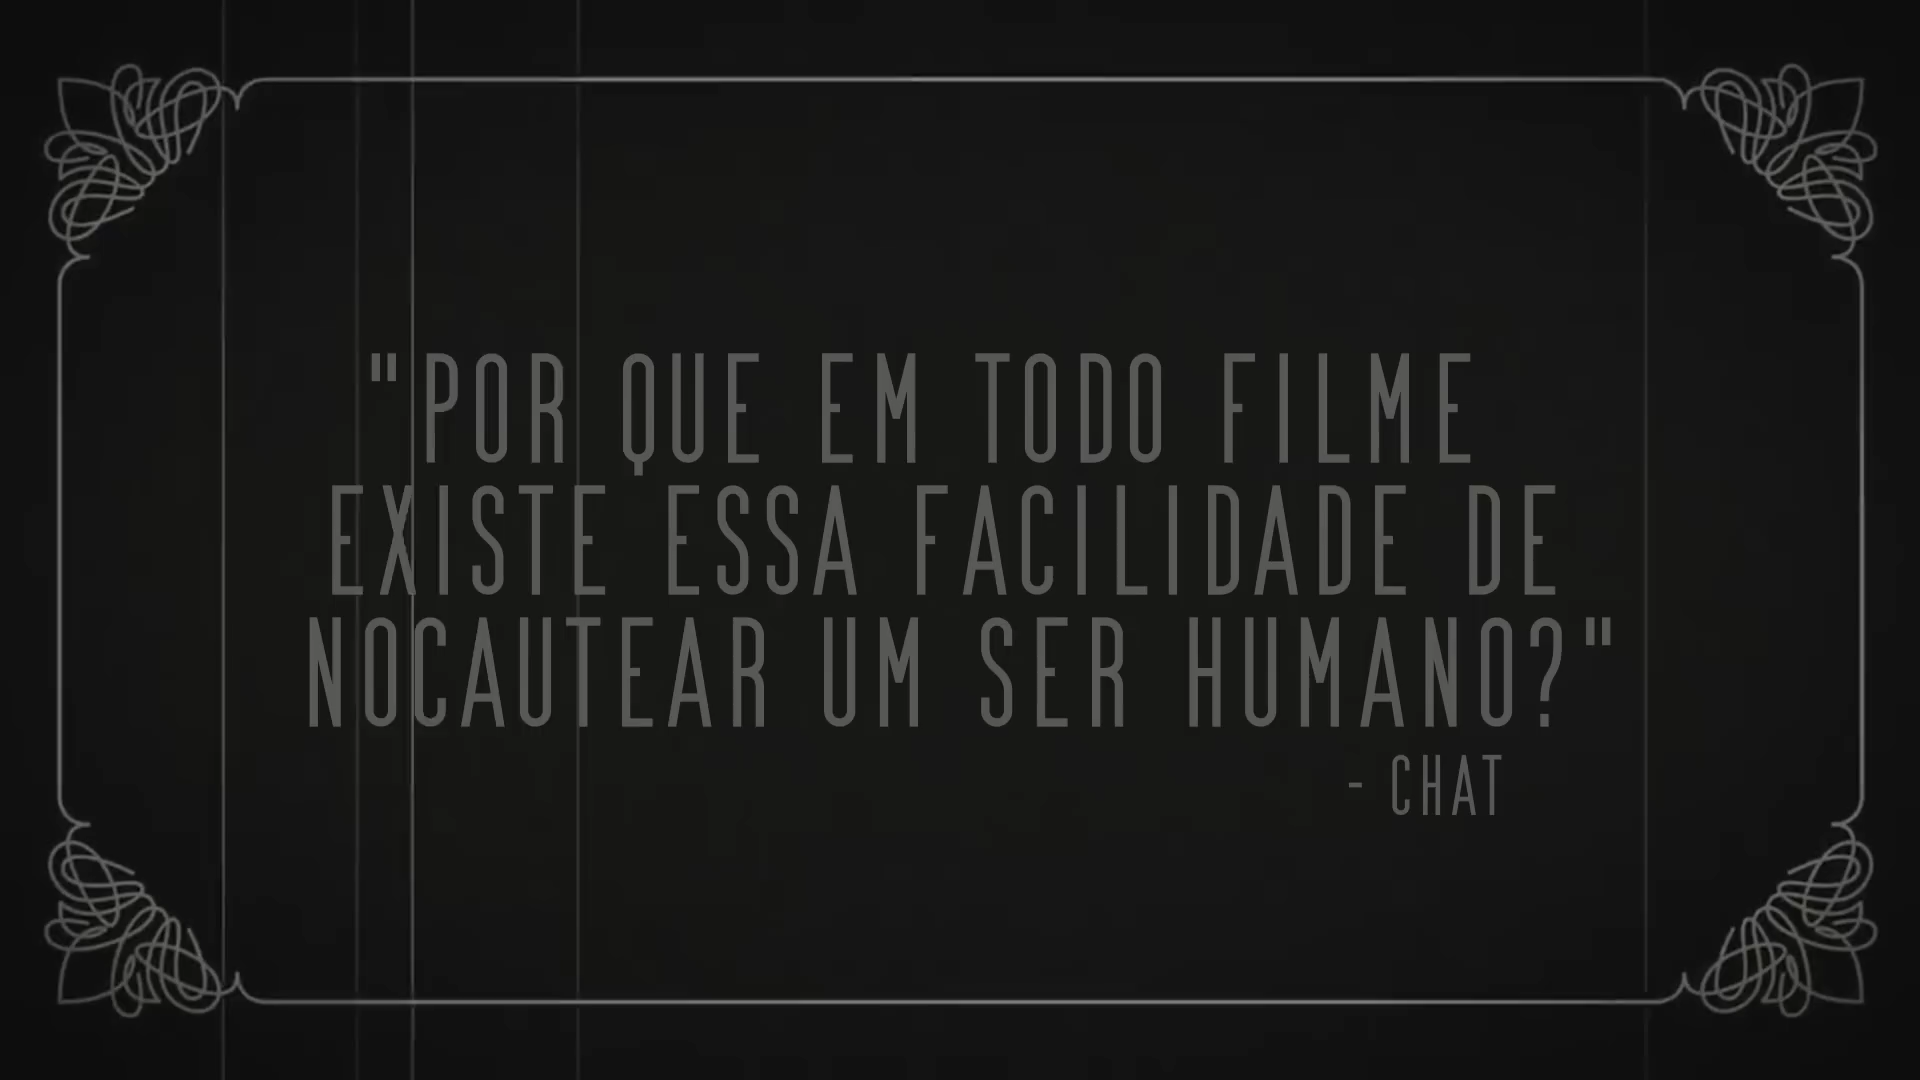 "POR QUE EM TODO FILME
EXISTE ESSA FACILIDADE DE
NOCAUTEAR UM SER HUMANO?"
- CHAT